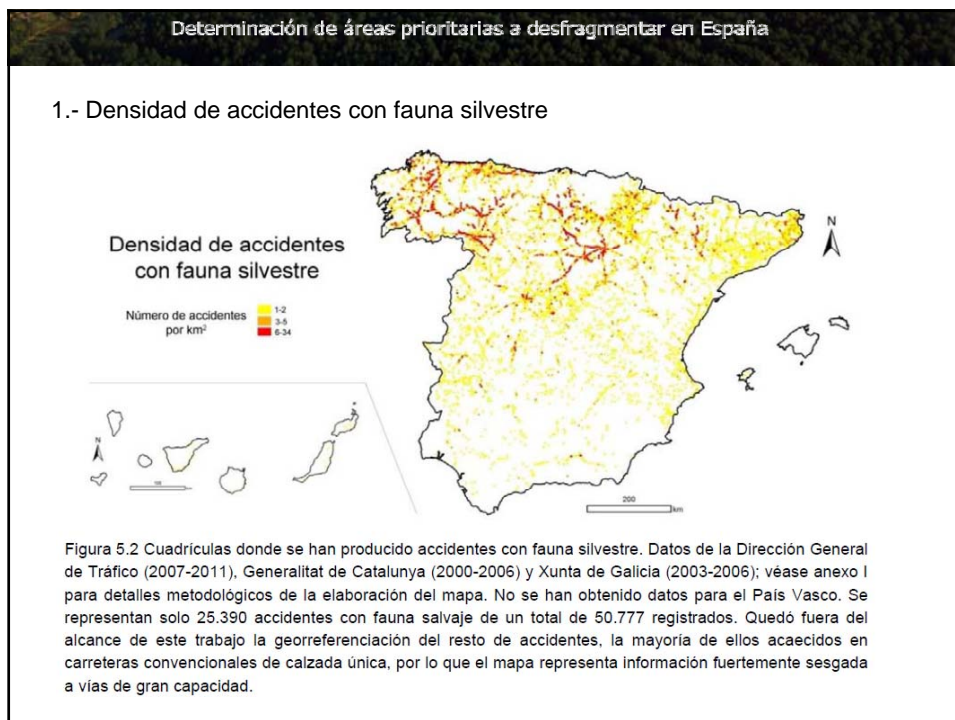 Determinación de áreas prioritarias a desfragmentar en España
1.- Densidad de accidentes con fauna silvestre
Densidad de accidentes
con fauna silvestre
Número de accidentes
por km²
1-2
3-5
6-34
N
N
200
km
Figura 5.2 Cuadrículas donde se han producido accidentes con fauna silvestre. Datos de la Dirección General
de Tráfico (2007-2011), Generalitat de Catalunya (2000-2006) y Xunta de Galicia (2003-2006); véase anexo I
para detalles metodológicos de la elaboración del mapa. No se han obtenido datos para el País Vasco. Se
representan solo 25.390 accidentes con fauna salvaje de un total de 50.777 registrados. Quedó fuera del
alcance de este trabajo la georreferenciación del resto de accidentes, la mayoría de ellos acaecidos en
carreteras convencionales de calzada única, por lo que el mapa representa información fuertemente sesgada
a vías de gran capacidad.